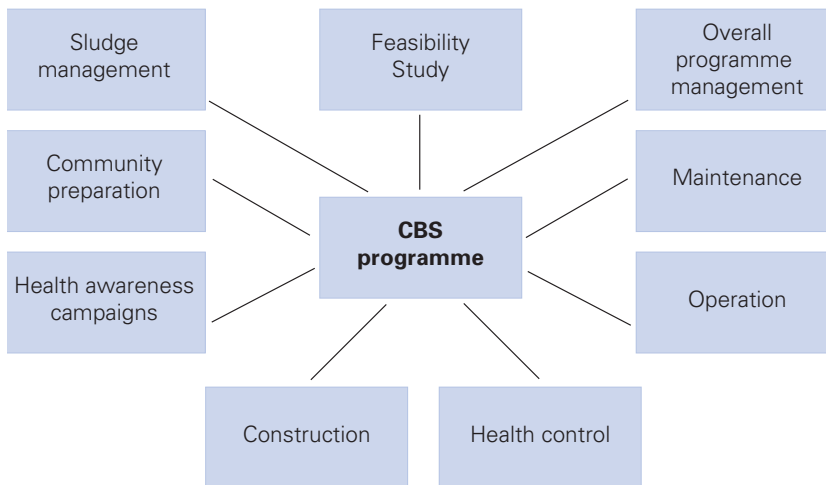 Sludge
management
Feasibility
Study
Overall
programme
management
Community
preparation
CBS
programme
Maintenance
Health awareness
campaigns
Operation
Construction
Health control